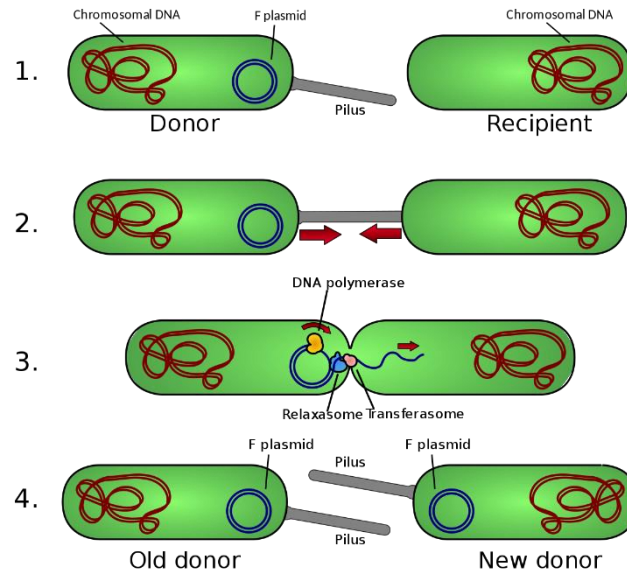 Chromosomal DNA
F plasmid
Chromosomal DNA
1.
Pilus
Donor
Recipient
2.
DNA polymerase
3.
Relaxasome
Transferasome
F plasmid
F plasmid
Pilus
4.
Pilus
Old donor
New donor